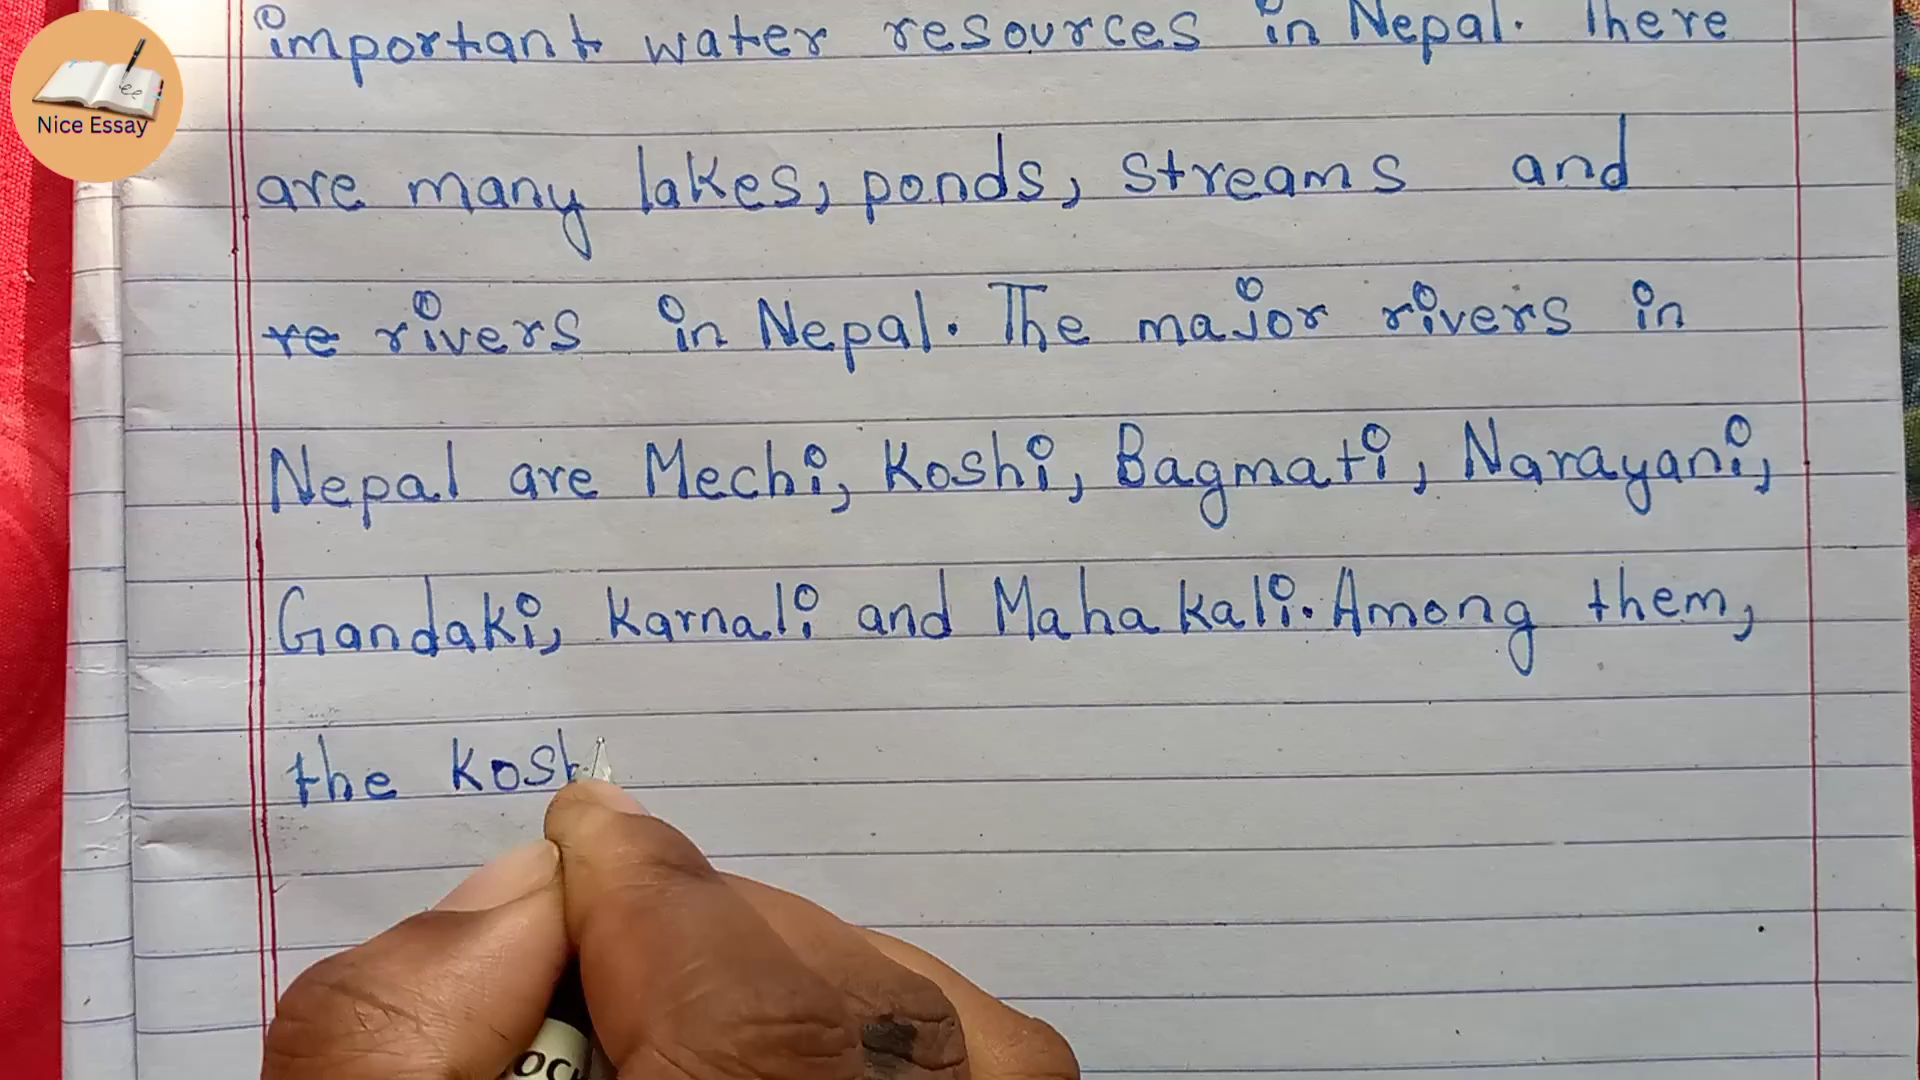 important water resources in Nepal. There
Nice Essay
are many lakes, ponds, streams and
re rivers in Nepal. The major rivers in
Nepal are Mechi, Koshi, Bagmati, Narayani,
Gandaki, Karnali and Mahakali. Among them,
the Kosh